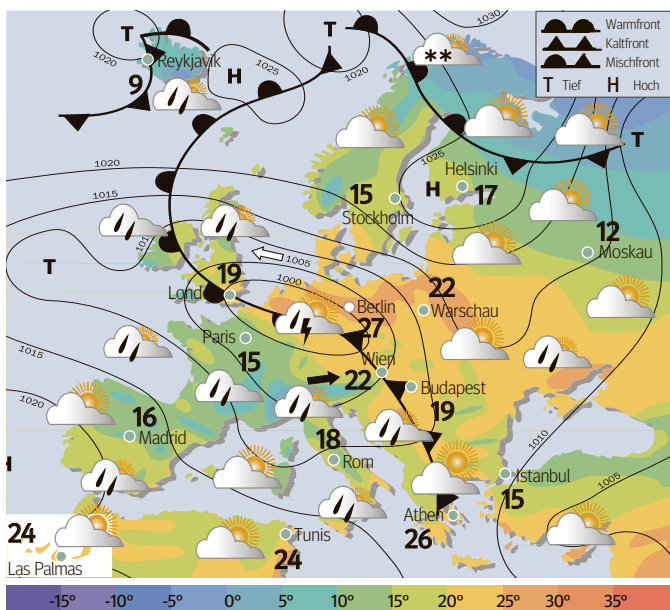 1030
Warmfront
Kaltfront
Mischfront
T Tief H Hoch
T
1020
Reykjavik
9
H
1025
T
1020
T
1020
1025
Helsinki
H
17
15
Stockholm
1015
12
Moskau
T
1005
19
1000
Lond
Berlin
27
22
Warschau
Paris
15
Wien
22
Budapest
19
1015
1020
16
Madrid
18
Rom
1010
1005
Istanbul
15
H
24
Las Palmas
Tunis
24
Athen
26
-15° -10° -5° 0° 5° 10° 15° 20° 25° 30° 35°